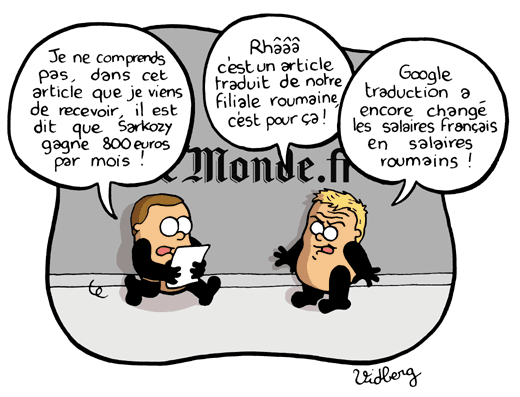 Je ne comprends
pas, dans cet
article que je viens
de recevoir, il est
dit que Sarkozy
gagne 800 euros
par mois !
Rhâââ
c'est un article
traduit de notre
filiale roumaine,
c'est pour ça !
Google
traduction a
encore changé
les salaires français
en salaires
roumains !
e Monde.fr
Vidberg